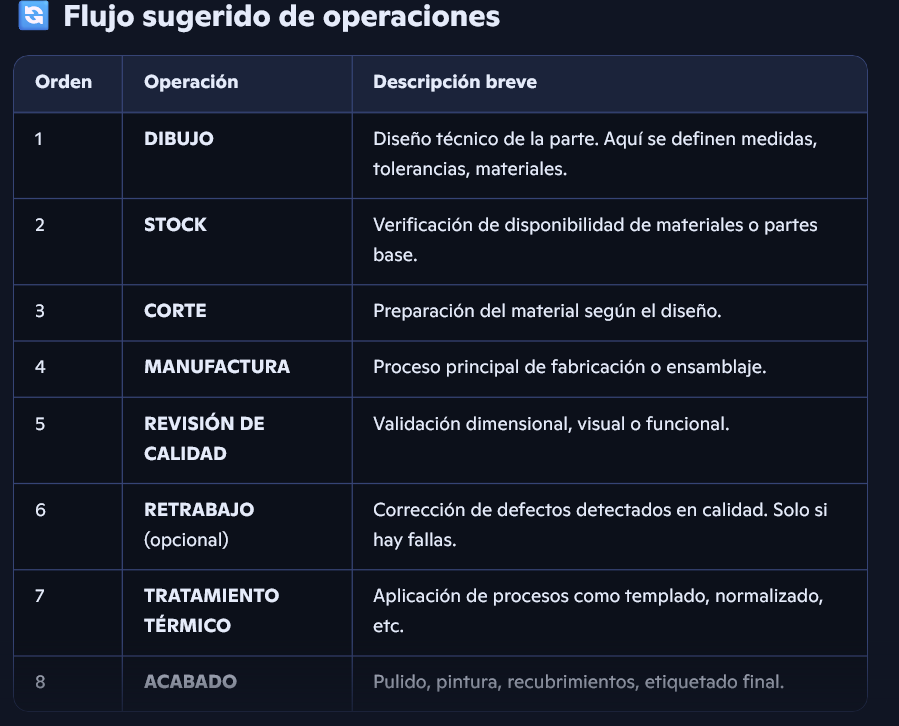 Flujo sugerido de operaciones
Orden Operación Descripción breve
1 DIBUJO Diseño técnico de la parte. Aquí se definen medidas,
tolerancias, materiales.
2 STOCK Verificación de disponibilidad de materiales o partes
base.
3 CORTE Preparación del material según el diseño.
4 MANUFACTURA Proceso principal de fabricación o ensamblaje.
5 REVISIÓN DE Validación dimensional, visual o funcional.
CALIDAD
6 RETRABAJO Corrección de defectos detectados en calidad. Solo si
(opcional) hay fallas.
7 TRATAMIENTO Aplicación de procesos como templado, normalizado,
TÉRMICO etc.
8 ACABADO Pulido, pintura, recubrimientos, etiquetado final.